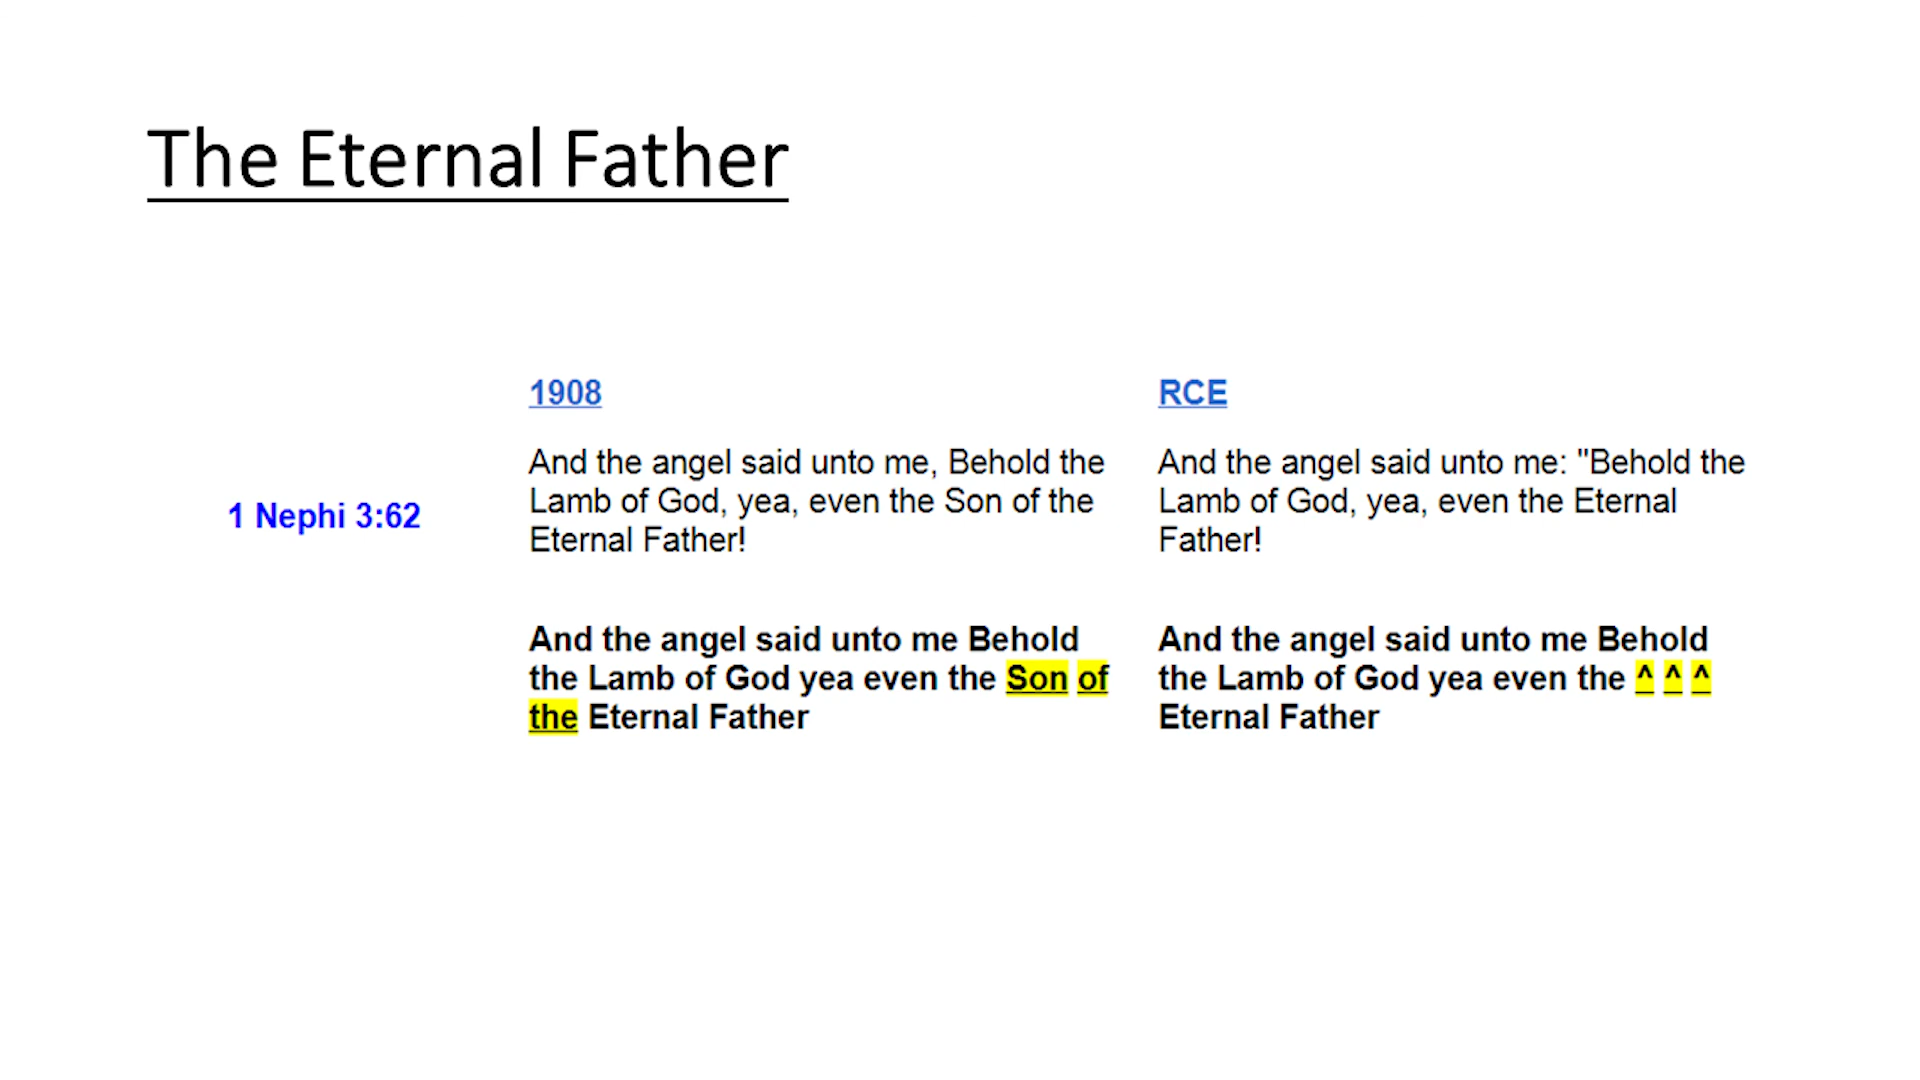 The Eternal Father
1908
RCE
1 Nephi 3:62
And the angel said unto me, Behold the
Lamb of God, yea, even the Son of the
Eternal Father!
And the angel said unto me: "Behold the
Lamb of God, yea, even the Eternal
Father!
And the angel said unto me Behold
the Lamb of God yea even the Son of
the Eternal Father
And the angel said unto me Behold
the Lamb of God yea even the ^ ^ ^
Eternal Father